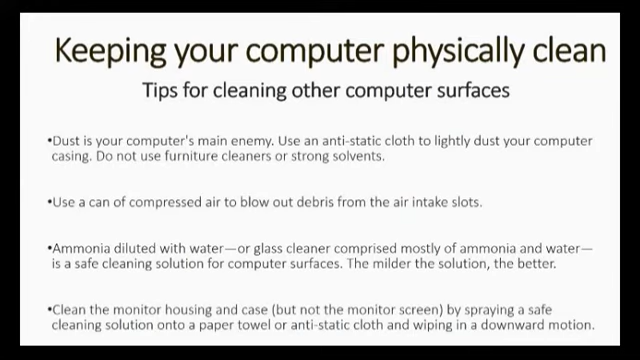 Keeping your computer physically clean
Tips for cleaning other computer surfaces
•Dust is your computer's main enemy. Use an anti-static cloth to lightly dust your computer
casing. Do not use furniture cleaners or strong solvents.
•Use a can of compressed air to blow out debris from the air intake slots.
•Ammonia diluted with water—or glass cleaner comprised mostly of ammonia and water—
is a safe cleaning solution for computer surfaces. The milder the solution, the better.
•Clean the monitor housing and case (but not the monitor screen) by spraying a safe
cleaning solution onto a paper towel or anti-static cloth and wiping in a downward motion.